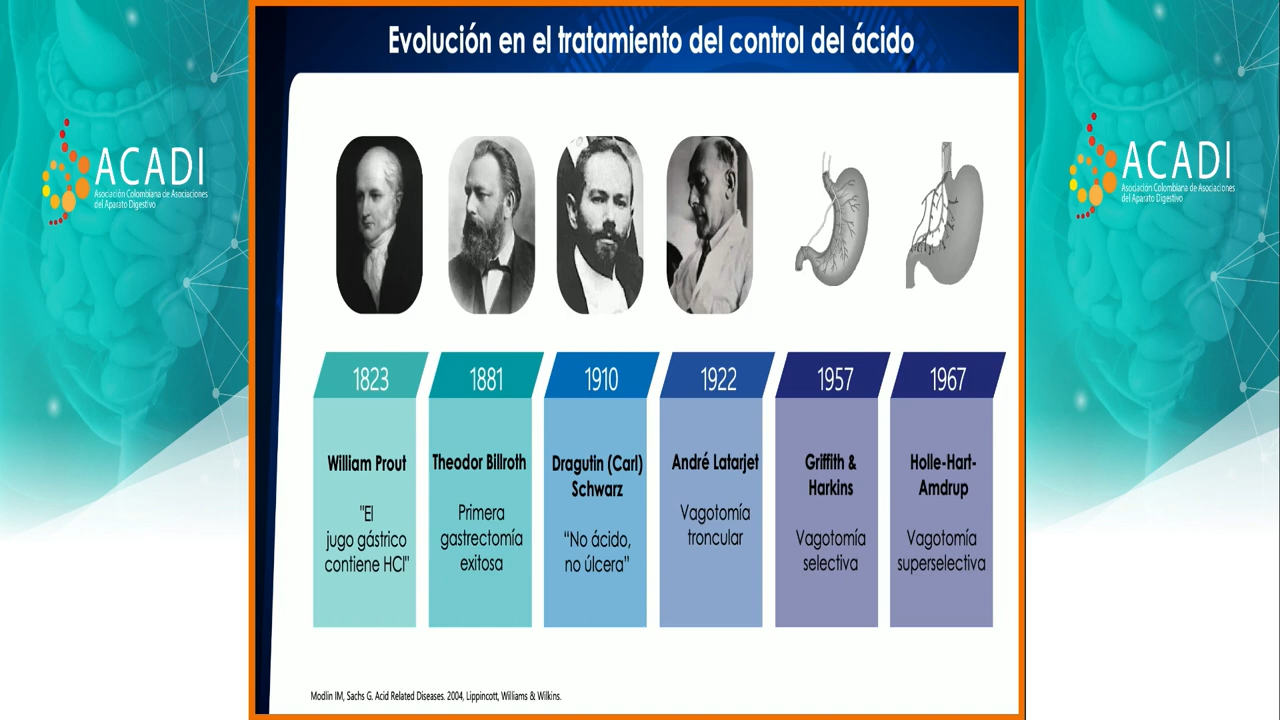 Evolución en el tratamiento del control del ácido
ACADI
Asociación Colombiana de Asociaciones
del Aparato Digestivo
ACADI
Asociación Colombiana de Asociaciones
del Aparato Digestivo
1823
William Prout
"El
jugo gástrico
contiene HCl"
1881
Theodor Billroth
Primera
gastrectomía
exitosa
1910
Dragutin (Carl)
Schwarz
"No ácido,
no úlcera"
1922
André Latarjet
Vagotomía
troncular
1957
Griffith &
Harkins
Vagotomía
selectiva
1967
Holle-Hart-
Amdrup
Vagotomía
superselectiva
Modlin IM, Sachs G. Acid Related Diseases. 2004, Lippincott, Williams & Wilkins.